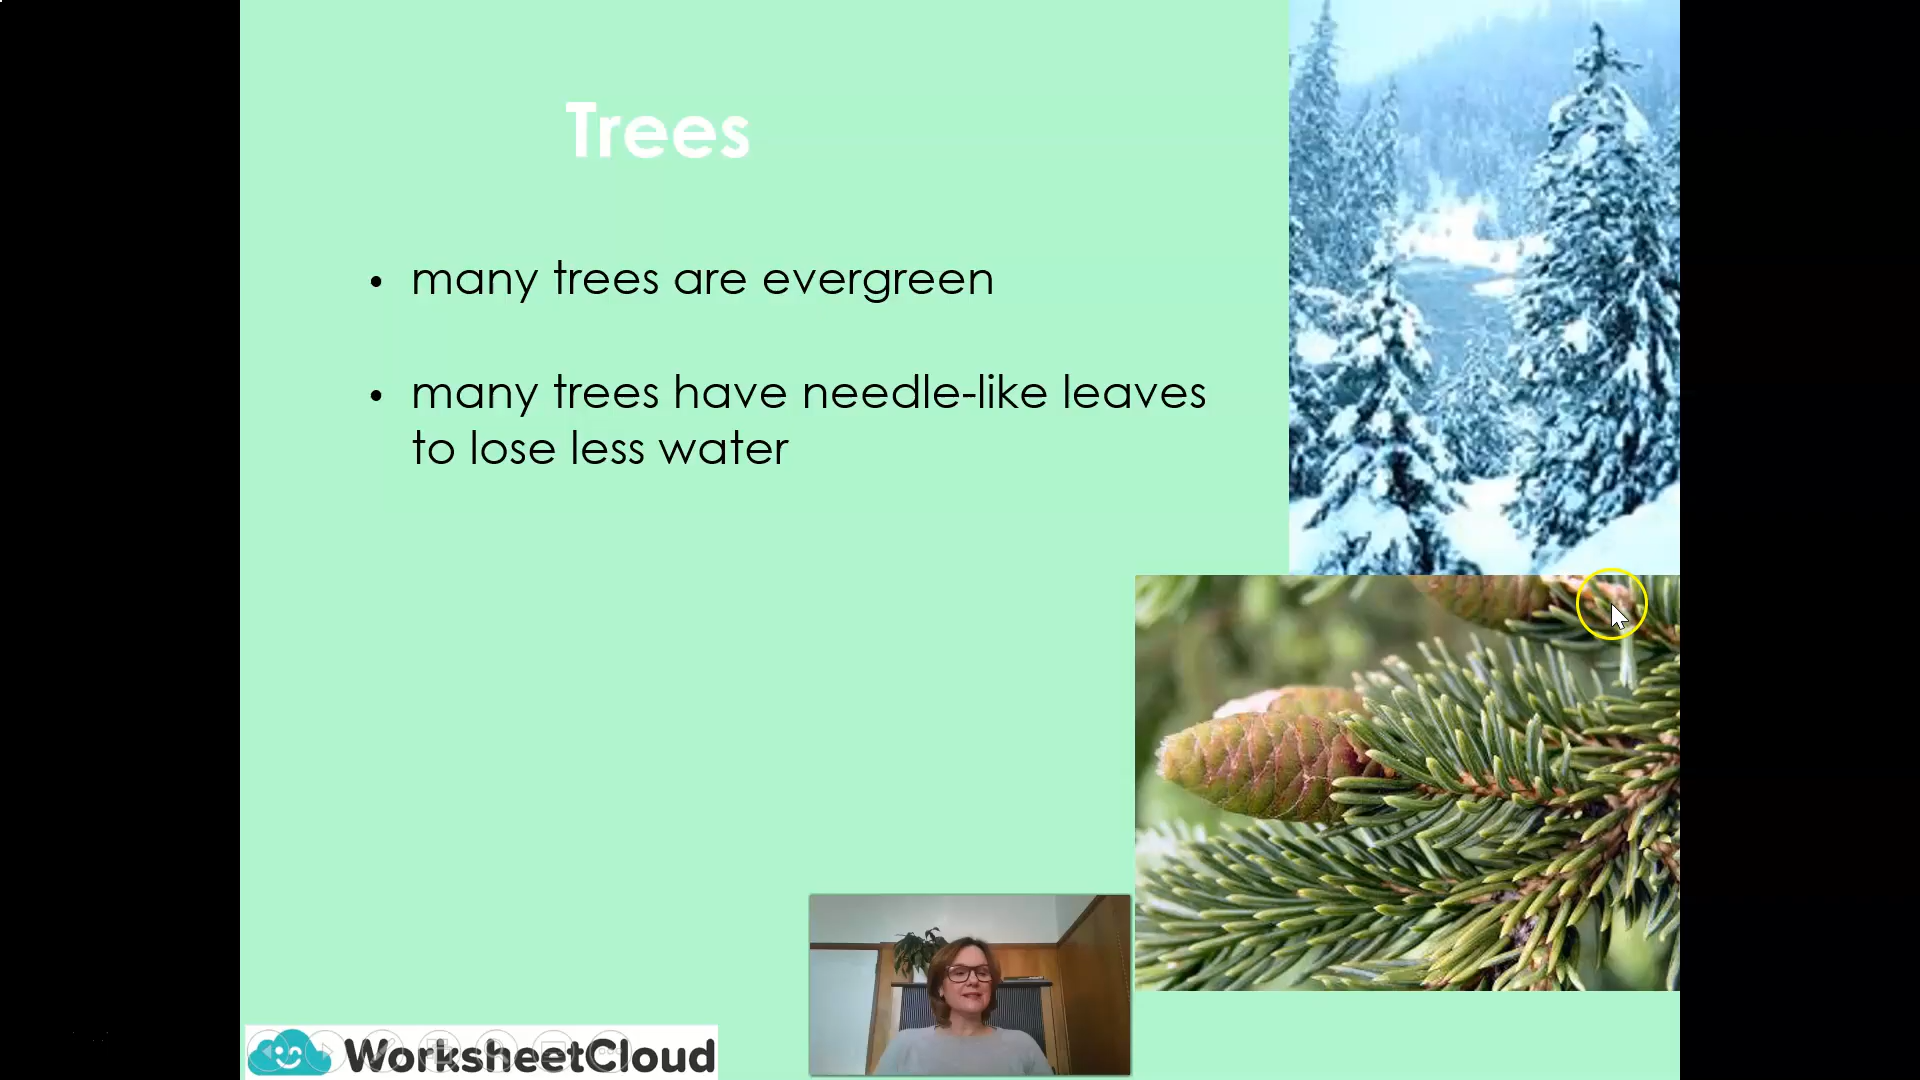 Trees
• many trees are evergreen
• many trees have needle-like leaves
to lose less water
WorksheetCloud